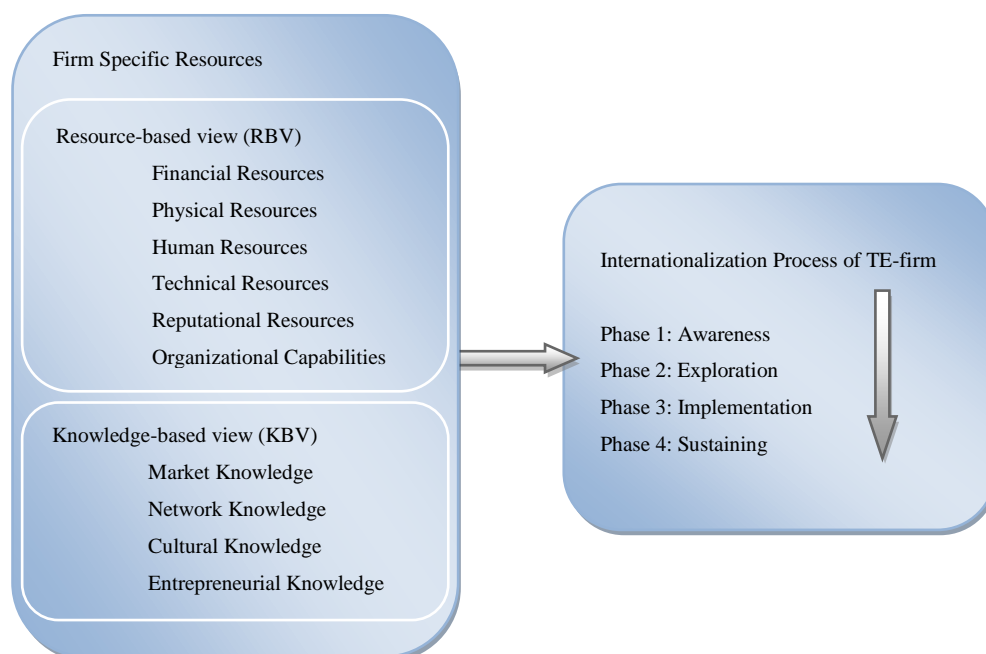 Firm Specific Resources
Resource-based view (RBV)
Financial Resources
Physical Resources
Human Resources
Technical Resources
Reputational Resources
Organizational Capabilities
Knowledge-based view (KBV)
Market Knowledge
Network Knowledge
Cultural Knowledge
Entrepreneurial Knowledge
Internationalization Process of TE-firm
Phase 1: Awareness
Phase 2: Exploration
Phase 3: Implementation
Phase 4: Sustaining